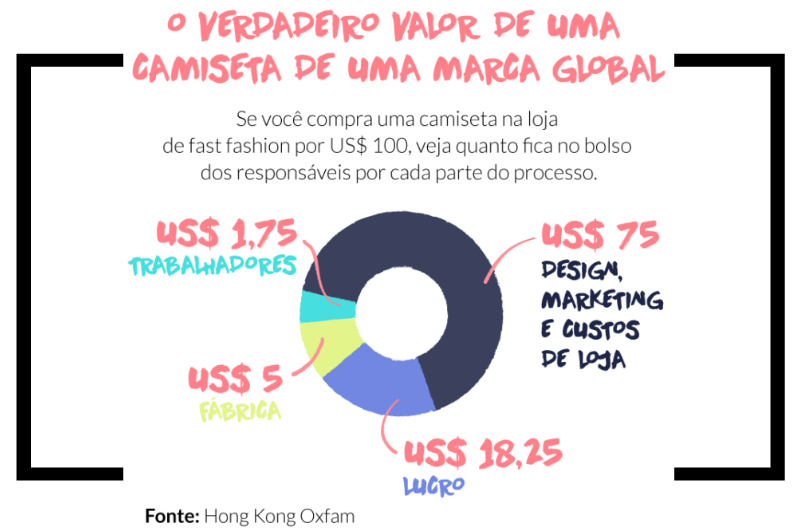 O VERDADEIRO VALOR DE UMA
CAMISETA DE UMA MARCA GLOBAL
Se você compra uma camiseta na loja
de fast fashion por US$ 100, veja quanto fica no bolso
dos responsáveis por cada parte do processo.
US$ 1,75
TRABALHADORES
US$ 75
DESIGN,
MARKETING
E CUSTOS
DE LOJA
US$ 5
FÁBRICA
US$ 18,25
LUCRO
Fonte: Hong Kong Oxfam